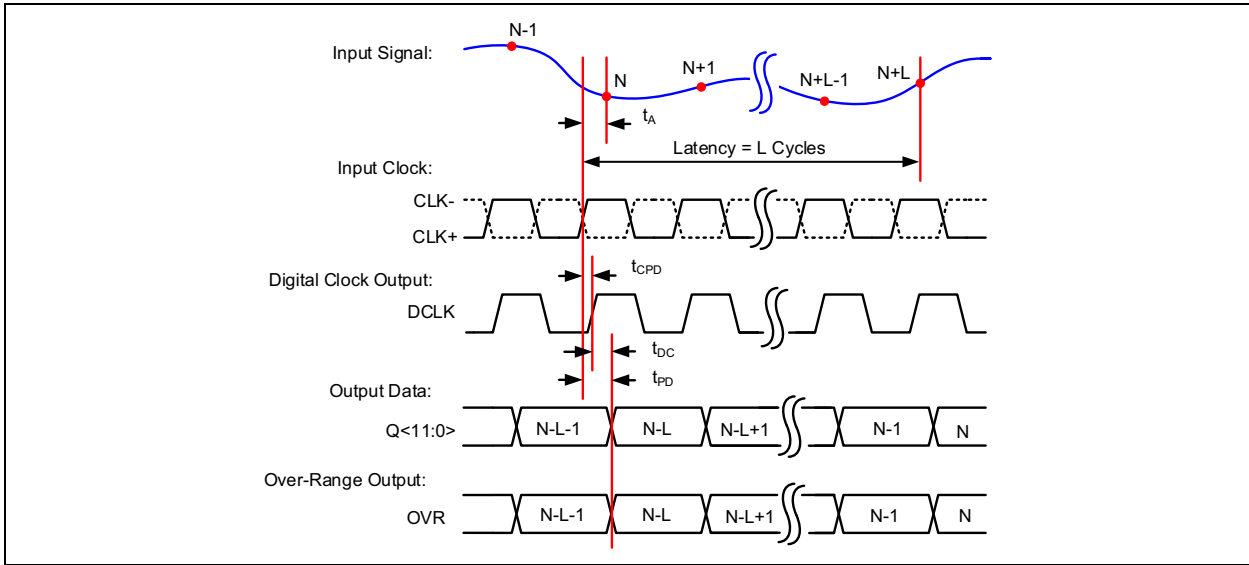 Input Signal:
N-1
N
N+1
N+L-1
N+L
tA
Latency = L Cycles
Input Clock:
CLK-
CLK+
tCPD
Digital Clock Output:
DCLK
tDC
tPD
Output Data:
Q<11:0>
N-L-1
N-L
N-L+1
N-1
N
Over-Range Output:
OVR
N-L-1
N-L
N-L+1
N-1
N